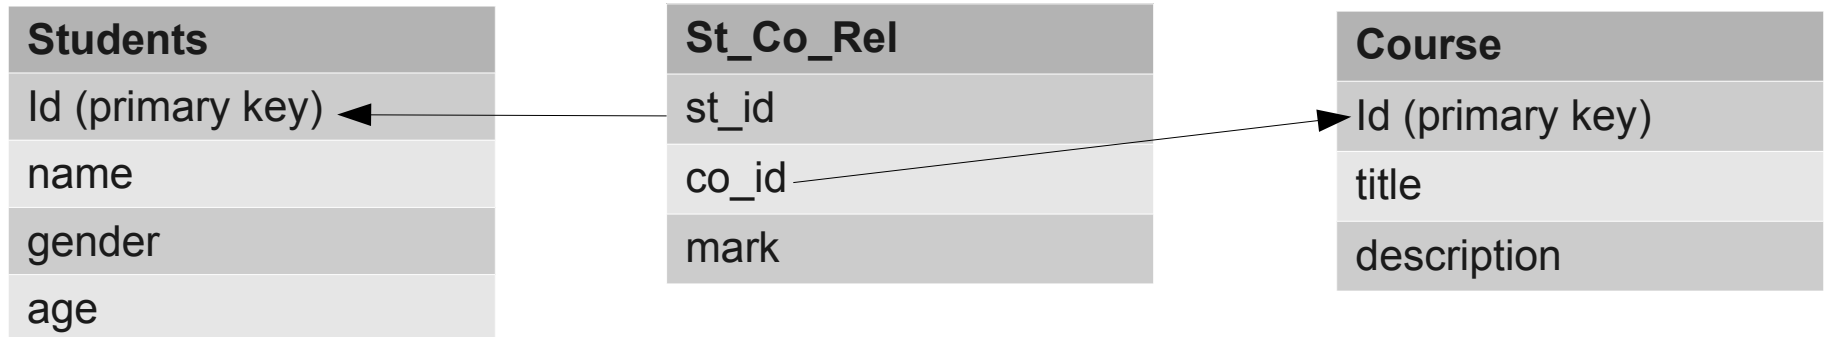 Students
Id (primary key)
name
gender
age
St_Co_Rel
st_id
co_id
mark
Course
Id (primary key)
title
description